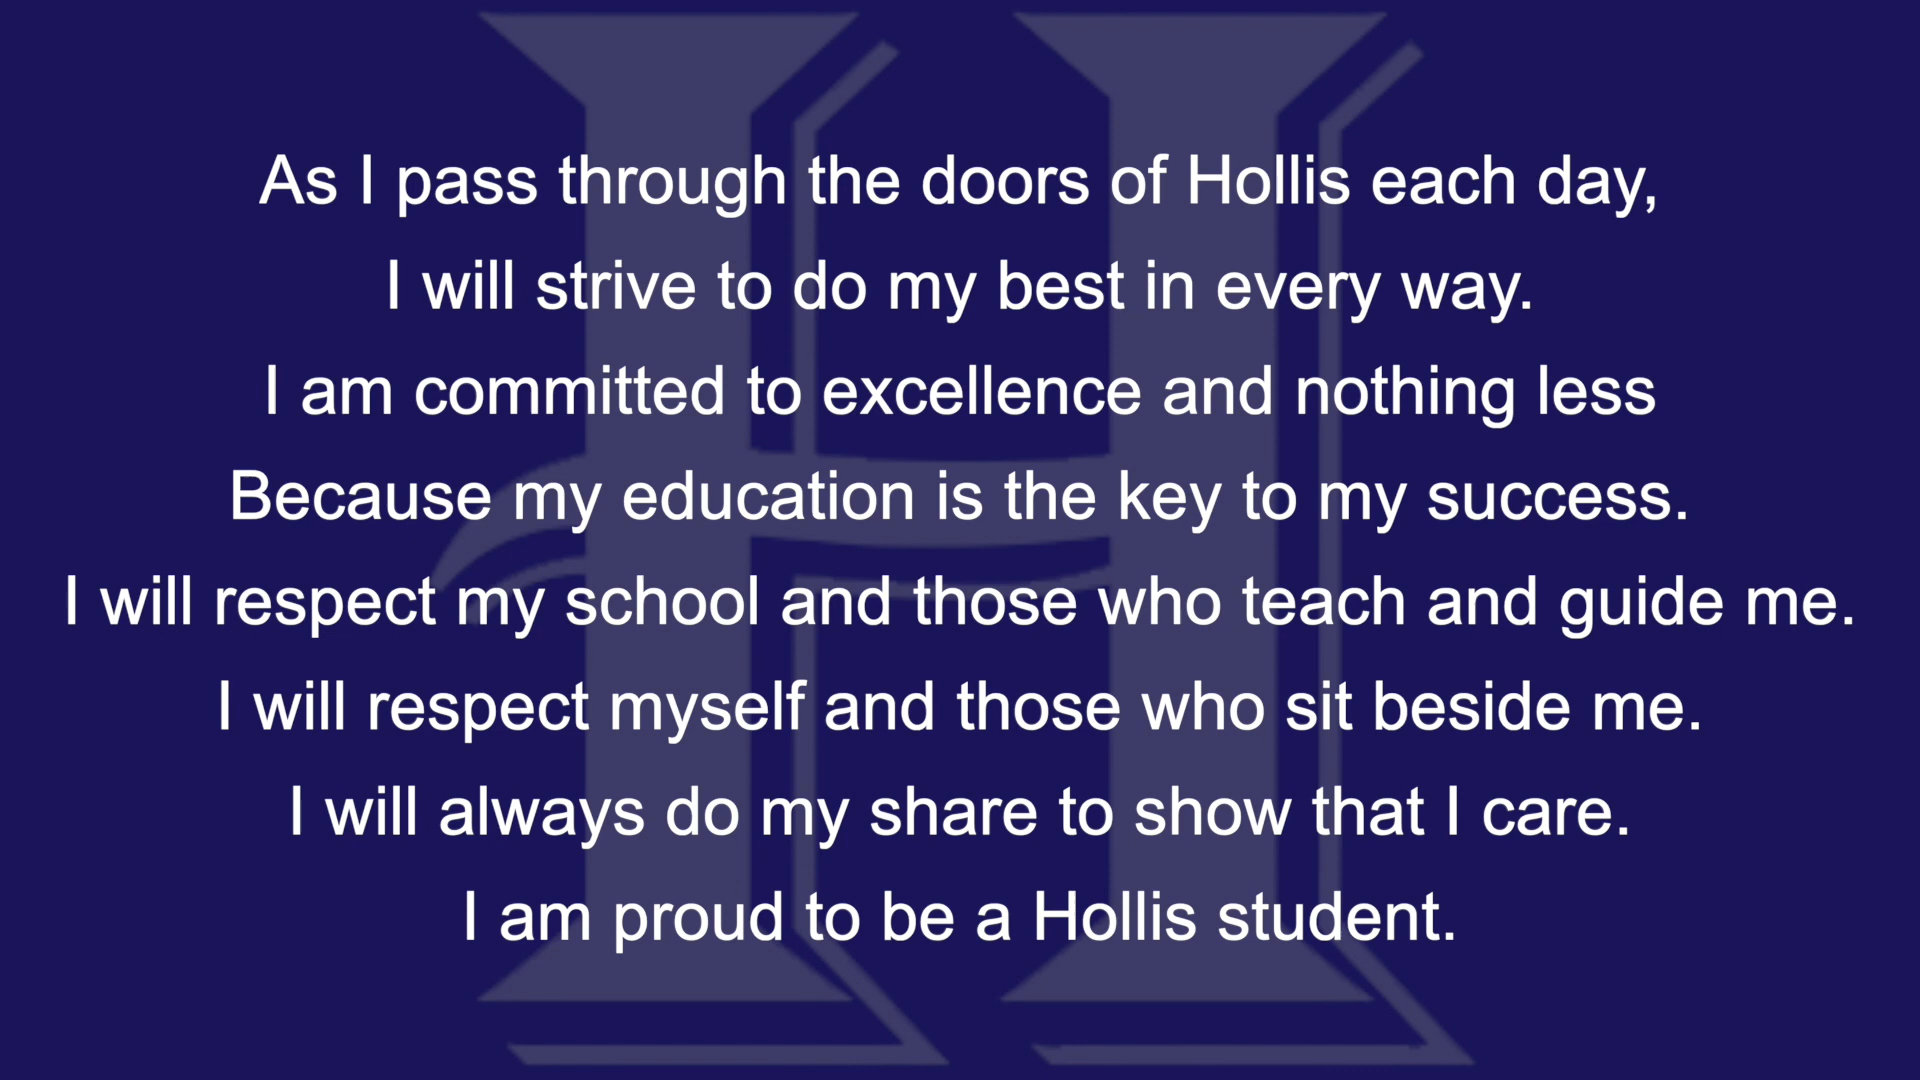 As I pass through the doors of Hollis each day,
I will strive to do my best in every way.
I am committed to excellence and nothing less
Because my education is the key to my success.
I will respect my school and those who teach and guide me.
I will respect myself and those who sit beside me.
I will always do my share to show that I care.
I am proud to be a Hollis student.